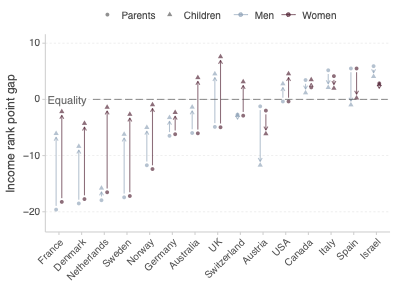 Parents Children Men Women
Income rank point gap
10
0
−10
−20
Equality
France
Denmark
Netherlands
Sweden
Norway
Germany
Australia
UK
Switzerland
Austria
USA
Canada
Italy
Spain
Israel